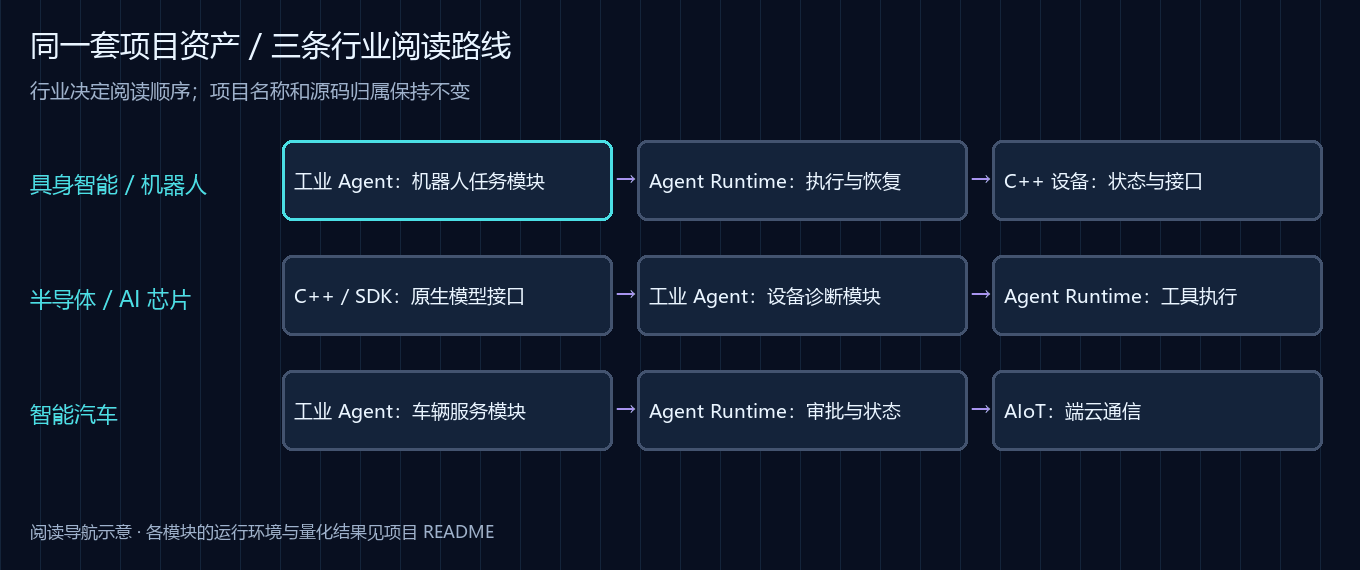 同一套项目资产 / 三条行业阅读路线
行业决定阅读顺序；项目名称和源码归属保持不变
具身智能 / 机器人
工业 Agent：机器人任务模块
→
Agent Runtime：执行与恢复
→
C++ 设备：状态与接口
半导体 / AI 芯片
C++ / SDK：原生模型接口
→
工业 Agent：设备诊断模块
→
Agent Runtime：工具执行
智能汽车
工业 Agent：车辆服务模块
→
Agent Runtime：审批与状态
→
AIoT：端云通信
阅读导航示意 · 各模块的运行环境与量化结果见项目 README